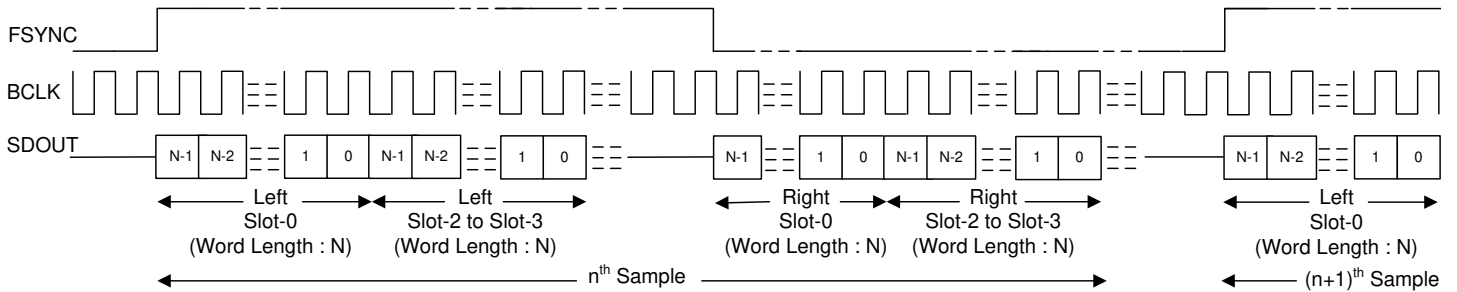 FSYNC
BCLK
SDOUT
N-1 N-2 1 0 N-1 N-2 1 0 N-1 1 0 N-1 N-2 1 0 N-1 N-2 1 0
Left Left Right Right Left
Slot-0 Slot-2 to Slot-3 Slot-0 Slot-2 to Slot-3 Slot-0
(Word Length : N) (Word Length : N) (Word Length : N) (Word Length : N) (Word Length : N)
nth Sample (n+1)th Sample